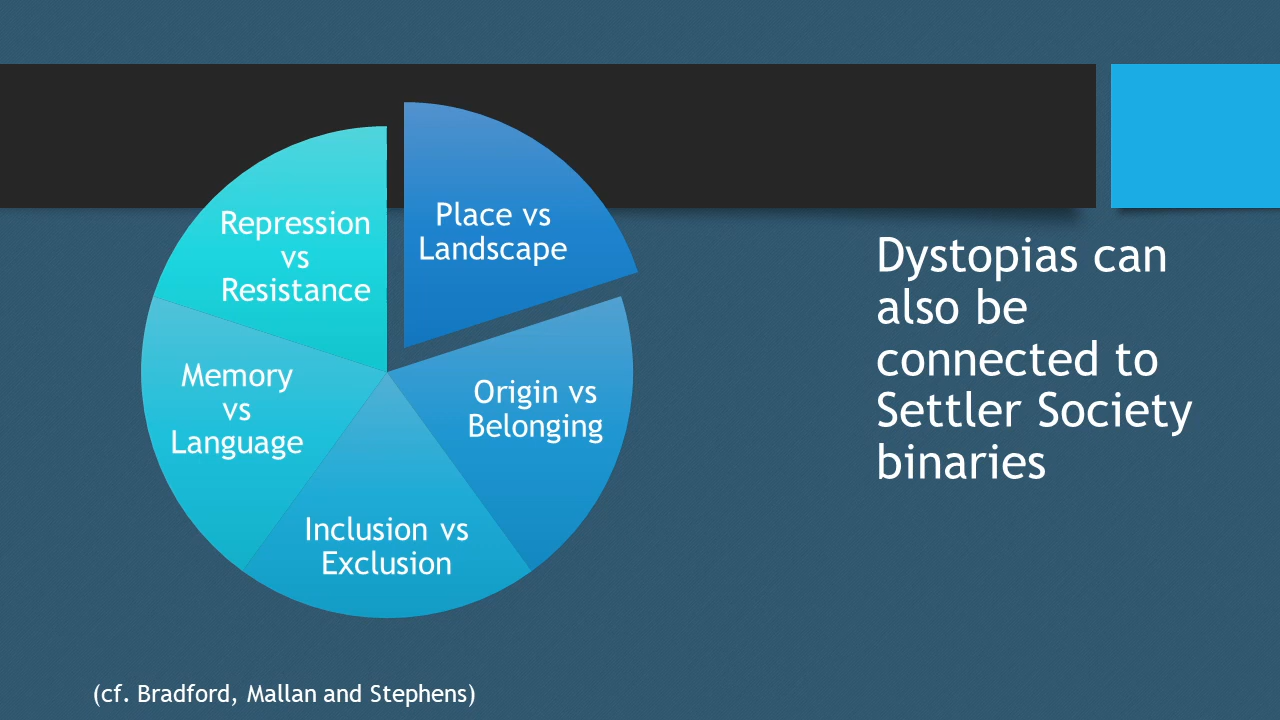 Place vs
Landscape
Origin vs
Belonging
Inclusion vs
Exclusion
Memory
vs
Language
Repression
vs
Resistance
Dystopias can
also be
connected to
Settler Society
binaries
(cf. Bradford, Mallan and Stephens)